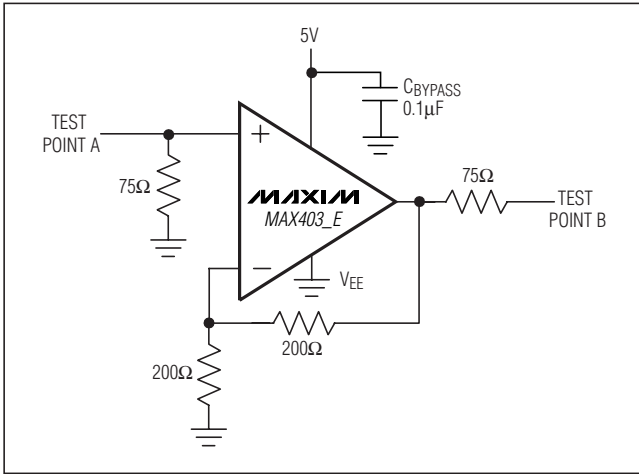 5V
CBYPASS
0.1µF
TEST
POINT A
+
75Ω
MAXIM
MAX403_E
75Ω
TEST
POINT B
−
VEE
200Ω
200Ω